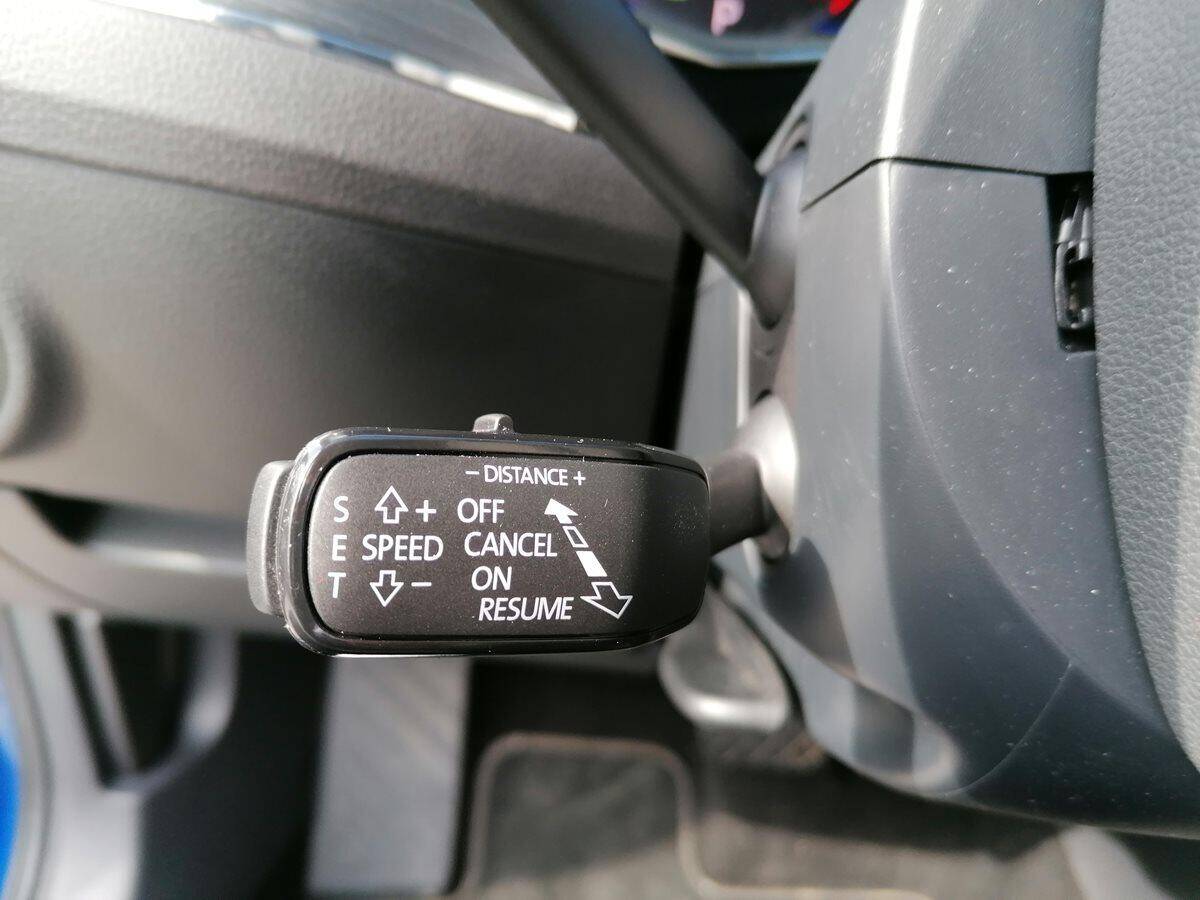 P
– DISTANCE +
S + OFF
E SPEED CANCEL
T – ON
RESUME